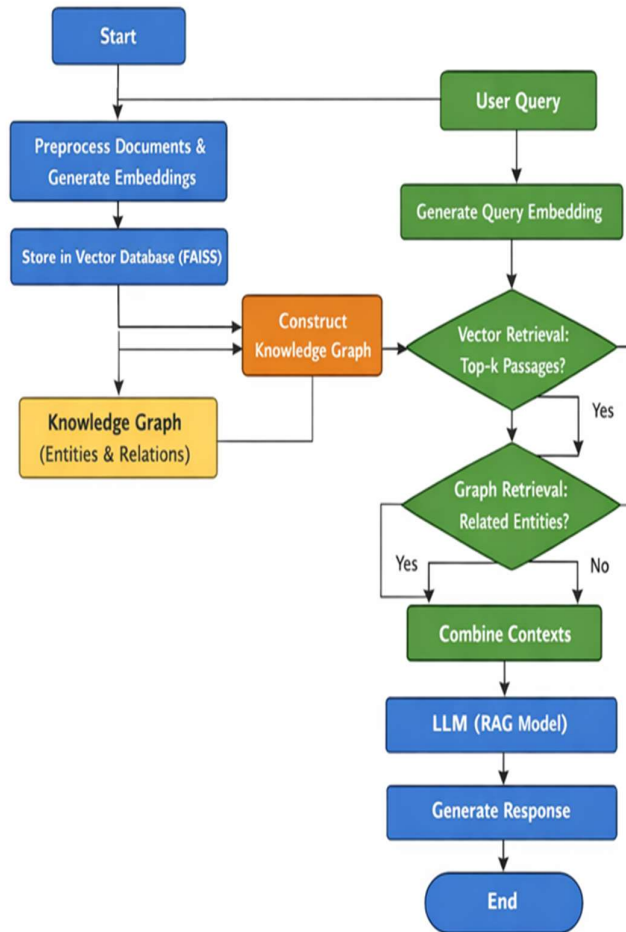 Start
User Query
Preprocess Documents &
Generate Embeddings
Generate Query Embedding
Store in Vector Database (FAISS)
Construct
Knowledge Graph
Vector Retrieval:
Top-k Passages?
Yes
Knowledge Graph
(Entities & Relations)
Graph Retrieval:
Related Entities?
Yes
No
Combine Contexts
LLM (RAG Model)
Generate Response
End